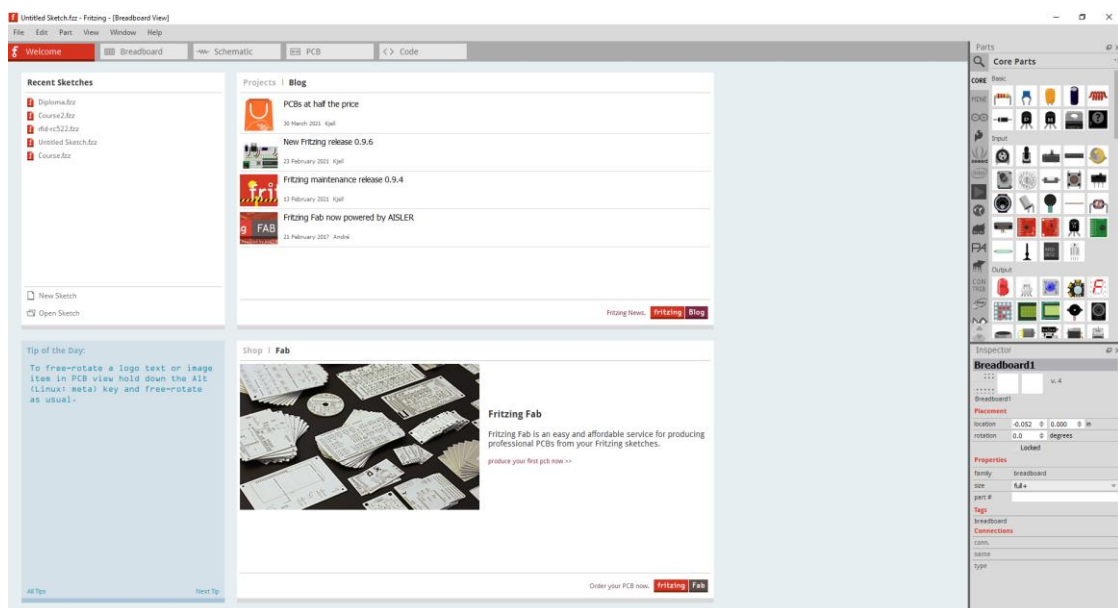 Untitled Sketch.fzz - Fritzing - [Breadboard View]
File Edit Part View Window Help
Welcome Breadboard Schematic PCB Code
Recent Sketches
Diploma.fzz
Course2.fzz
rfid-rc522.fzz
Untitled Sketch.fzz
Course.fzz
New Sketch
Open Sketch
Projects | Blog
PCBs at half the price
30 March 2021 Kjell
New Fritzing release 0.9.6
23 February 2021 Kjell
Fritzing maintenance release 0.9.4
13 February 2021 Kjell
Fritzing Fab now powered by AISLER
21 February 2017 André
Fritzing News. fritzing Blog
Tip of the Day:
To free-rotate a logo text or image
item in PCB view hold down the Alt
(Linux: meta) key and free-rotate
as usual.
All Tips Next Tip
Shop | Fab
Fritzing Fab
Fritzing Fab is an easy and affordable service for producing
professional PCBs from your Fritzing sketches.
produce your first pcb now >>
Order your PCB now. fritzing Fab
Parts
Core Parts
CORE
Basic
MINE
Input
Output
CON
TRIB
Inspector
Breadboard1
v. 4
Breadboard1
Placement
location -0.052 0.000 in
rotation 0.0 degrees
Locked
Properties
family breadboard
size full+
part #
Tags
breadboard
Connections
conn.
name
type